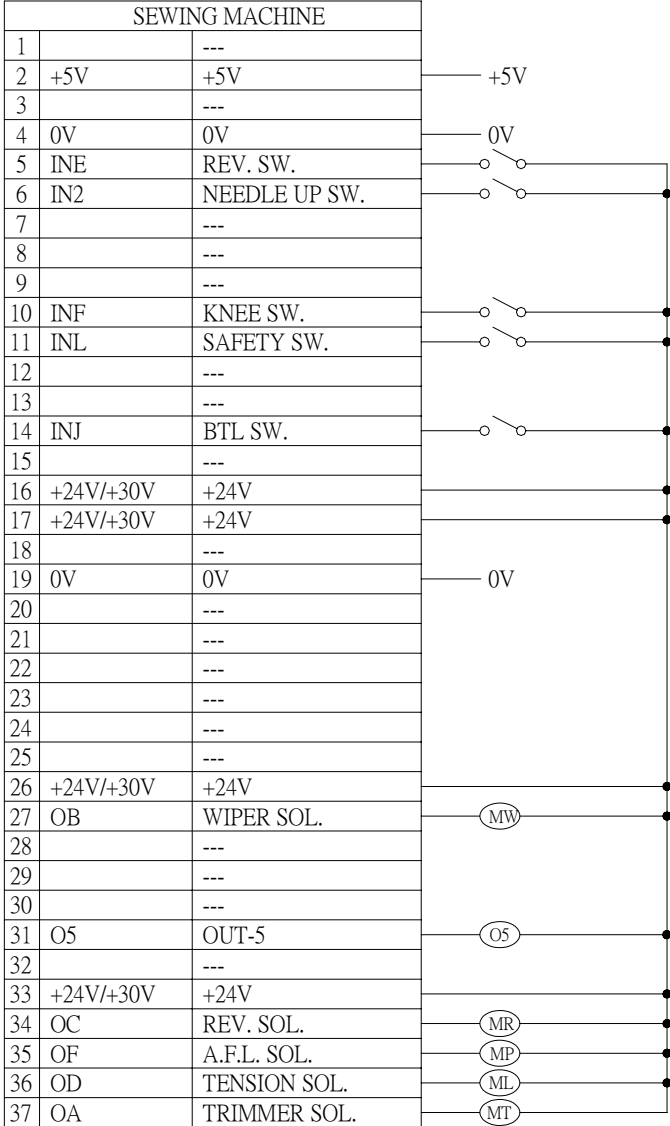 SEWING MACHINE
1 ---
2 +5V +5V +5V
3 ---
4 0V 0V 0V
5 INE REV. SW.
6 IN2 NEEDLE UP SW.
7 ---
8 ---
9 ---
10 INF KNEE SW.
11 INL SAFETY SW.
12 ---
13 ---
14 INJ BTL SW.
15 ---
16 +24V/+30V +24V
17 +24V/+30V +24V
18 ---
19 0V 0V 0V
20 ---
21 ---
22 ---
23 ---
24 ---
25 ---
26 +24V/+30V +24V
27 OB WIPER SOL. MW
28 ---
29 ---
30 ---
31 O5 OUT-5 O5
32 ---
33 +24V/+30V +24V
34 OC REV. SOL. MR
35 OF A.F.L. SOL. MP
36 OD TENSION SOL. ML
37 OA TRIMMER SOL. MT